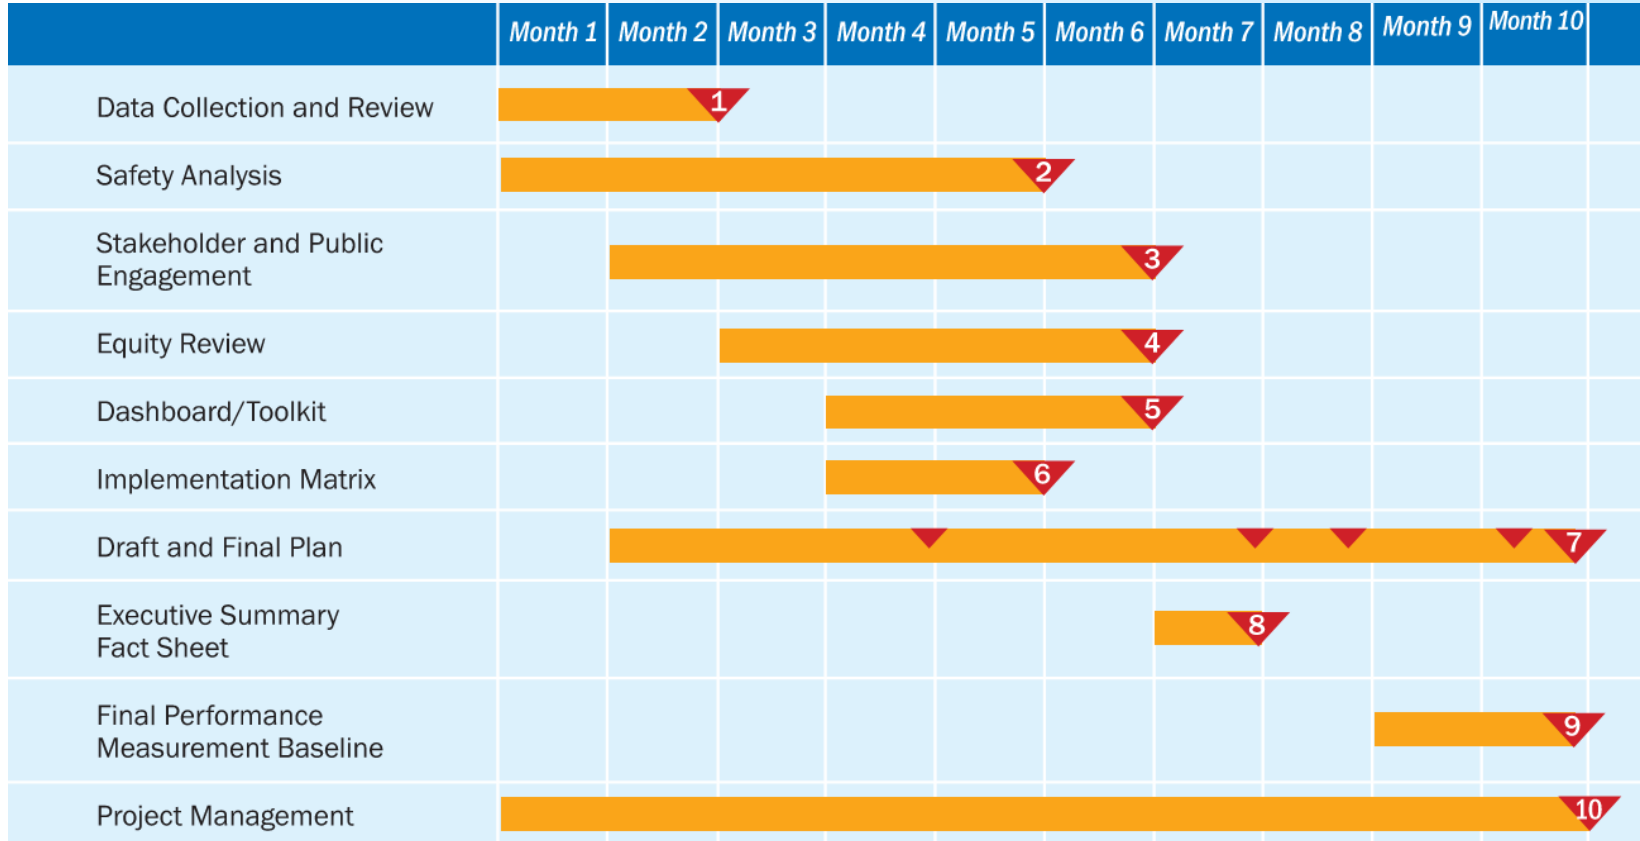 Month 1 Month 2 Month 3 Month 4 Month 5 Month 6 Month 7 Month 8 Month 9 Month 10
Data Collection and Review 1
Safety Analysis 2
Stakeholder and Public
Engagement 3
Equity Review 4
Dashboard/Toolkit 5
Implementation Matrix 6
Draft and Final Plan 7
Executive Summary
Fact Sheet 8
Final Performance
Measurement Baseline 9
Project Management 10